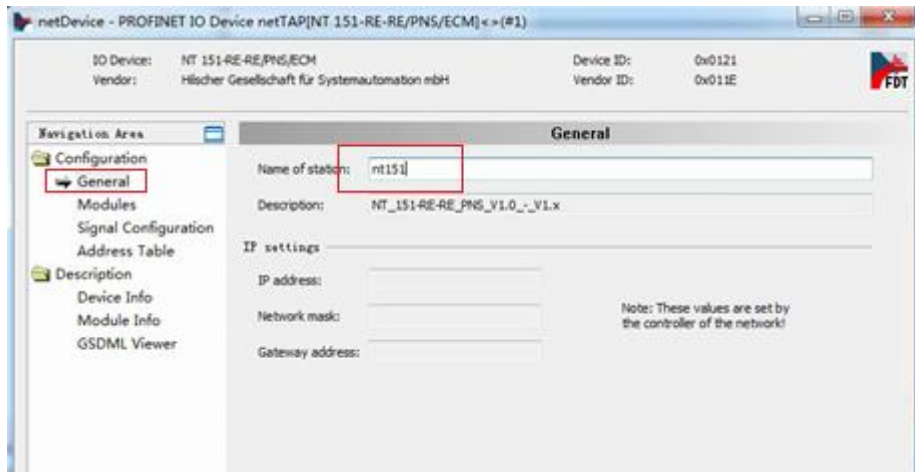 netDevice - PROFINET IO Device netTAP[NT 151-RE-RE/PNS/ECM]<>(#1)
IO Device: NT 151-RE-RE/PNS/ECM Device ID: 0x0121
Vendor: Hilscher Gesellschaft für Systemautomation mbH Vendor ID: 0x011E
FDT
Navigation Area
General
Configuration
General
Modules
Signal Configuration
Address Table
Description
Device Info
Module Info
GSDML Viewer
Name of station: nt151
Description: NT_151-RE-RE_PNS_V1.0_-_V1.x
IP settings
IP address:
Network mask:
Gateway address:
Note: These values are set by
the controller of the network!